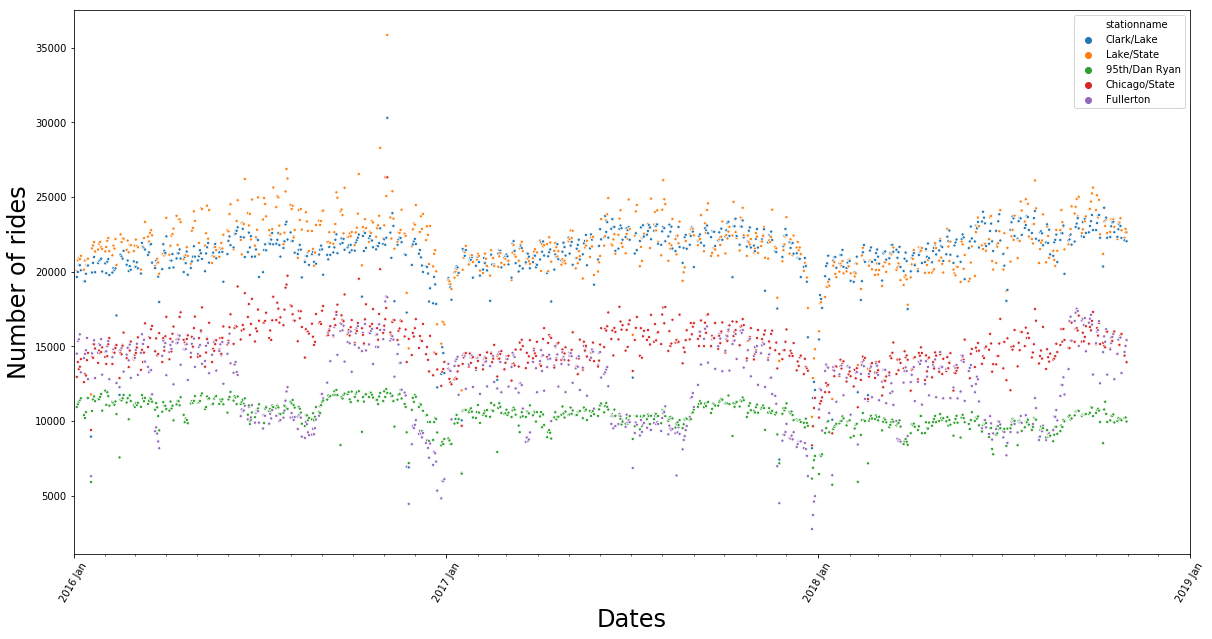 stationname
Clark/Lake
Lake/State
95th/Dan Ryan
Chicago/State
Fullerton
35000
30000
25000
20000
15000
10000
5000
Number of rides
2016 Jan
2017 Jan
2018 Jan
2019 Jan
Dates